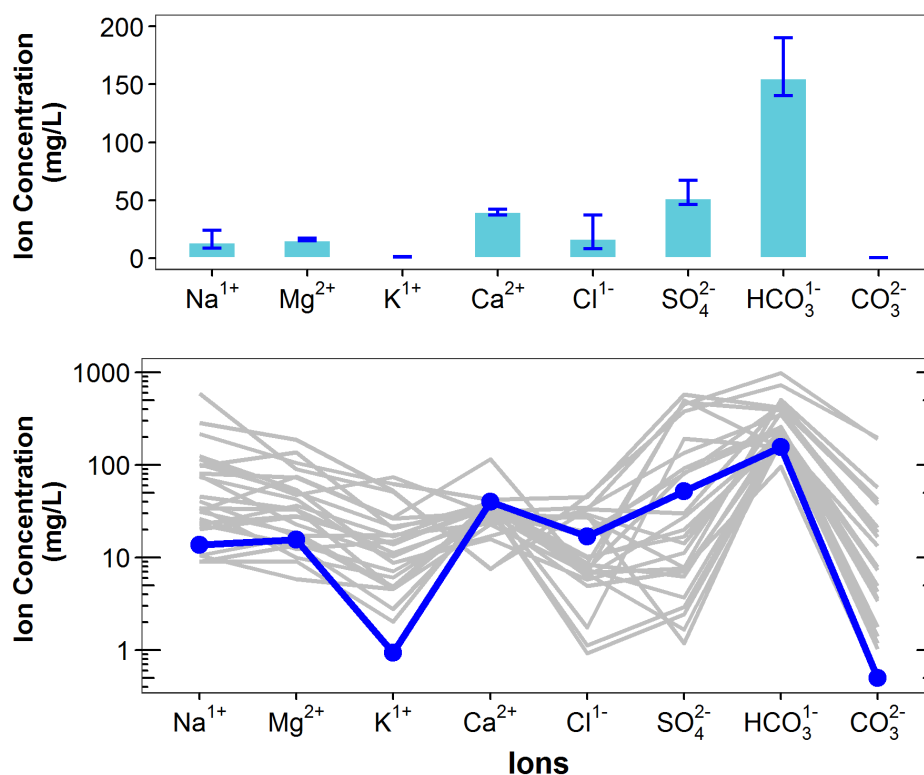 Ion Concentration
(mg/L)
200
150
100
50
0
Na¹⁺ Mg²⁺ K¹⁺ Ca²⁺ Cl¹⁻ SO₄²⁻ HCO₃¹⁻ CO₃²⁻
Ion Concentration
(mg/L)
1000
100
10
1
Na¹⁺ Mg²⁺ K¹⁺ Ca²⁺ Cl¹⁻ SO₄²⁻ HCO₃¹⁻ CO₃²⁻
Ions